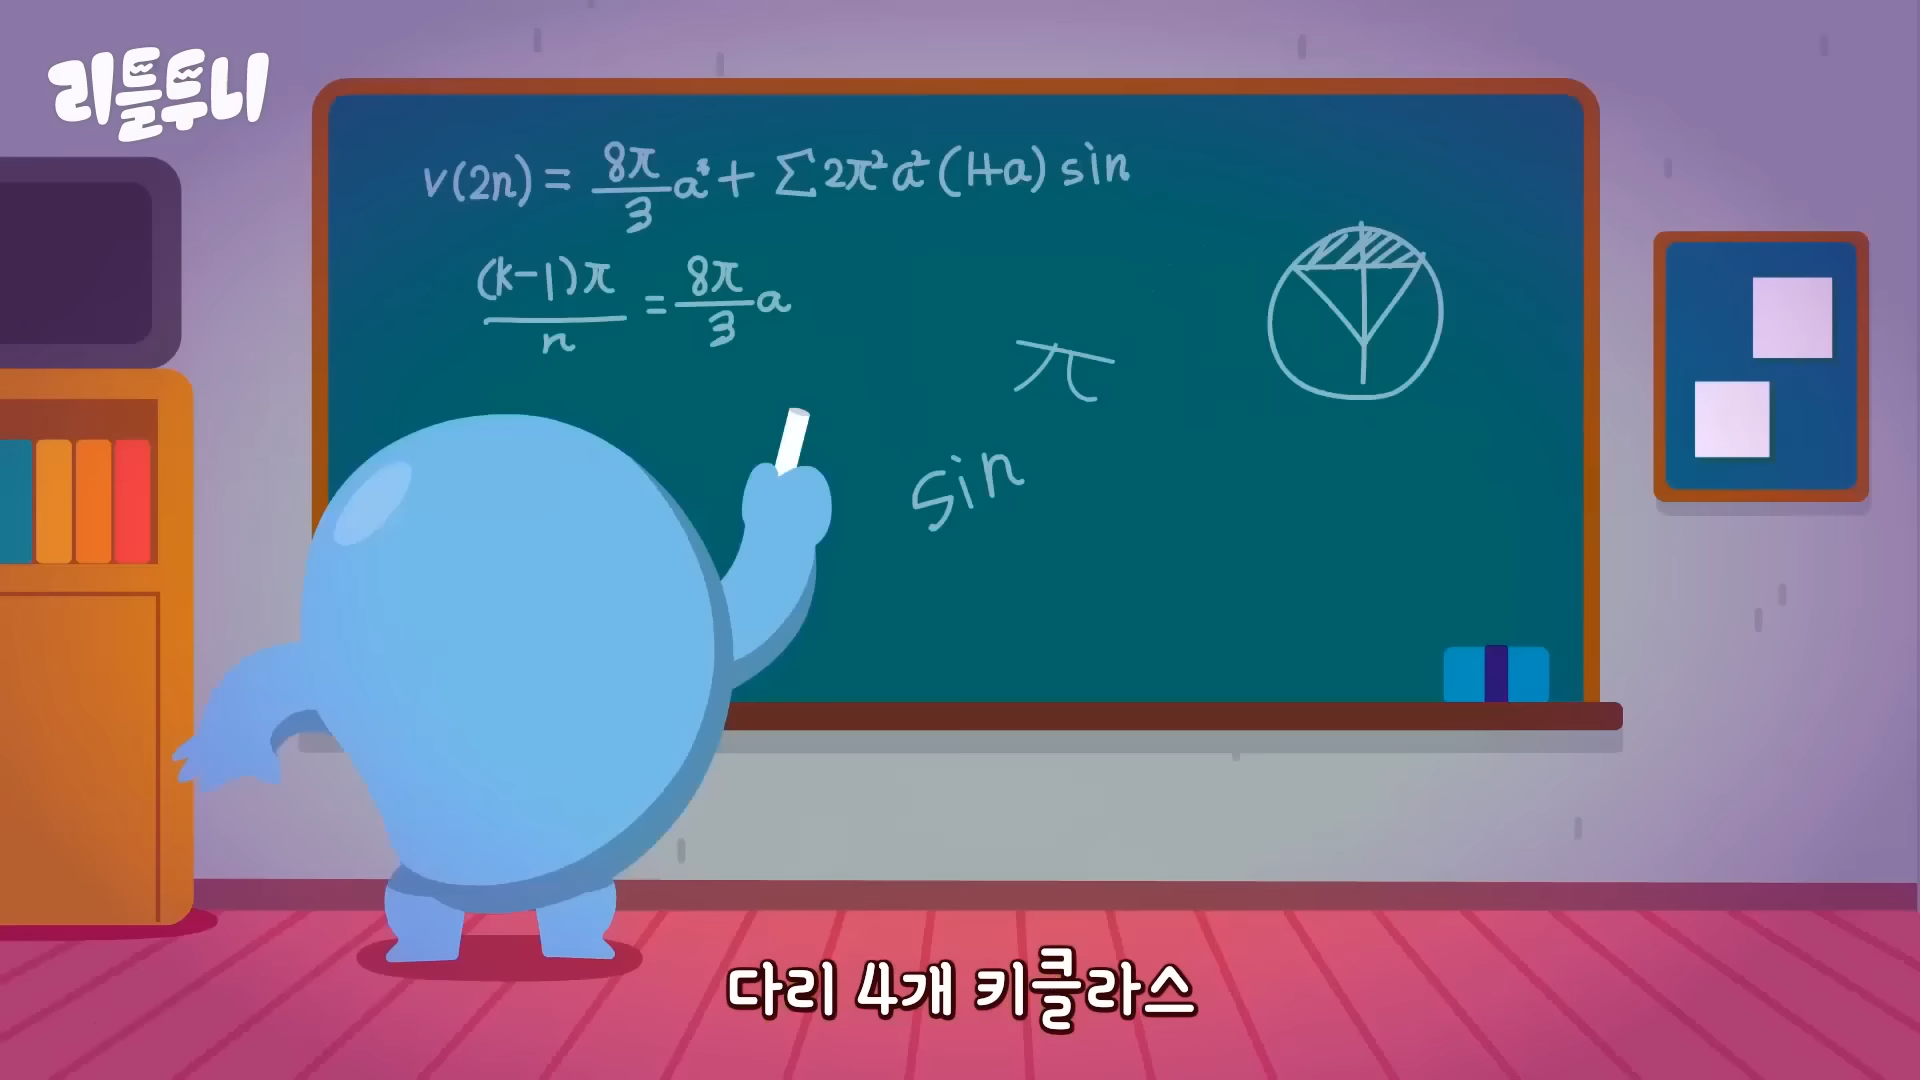 리틀투니
v(2n) = 8π/3 a³ + ∑2π²a²(1+a) sin
(k-1)π/n = 8π/3 a
π
sin
다리 4개 키클라스